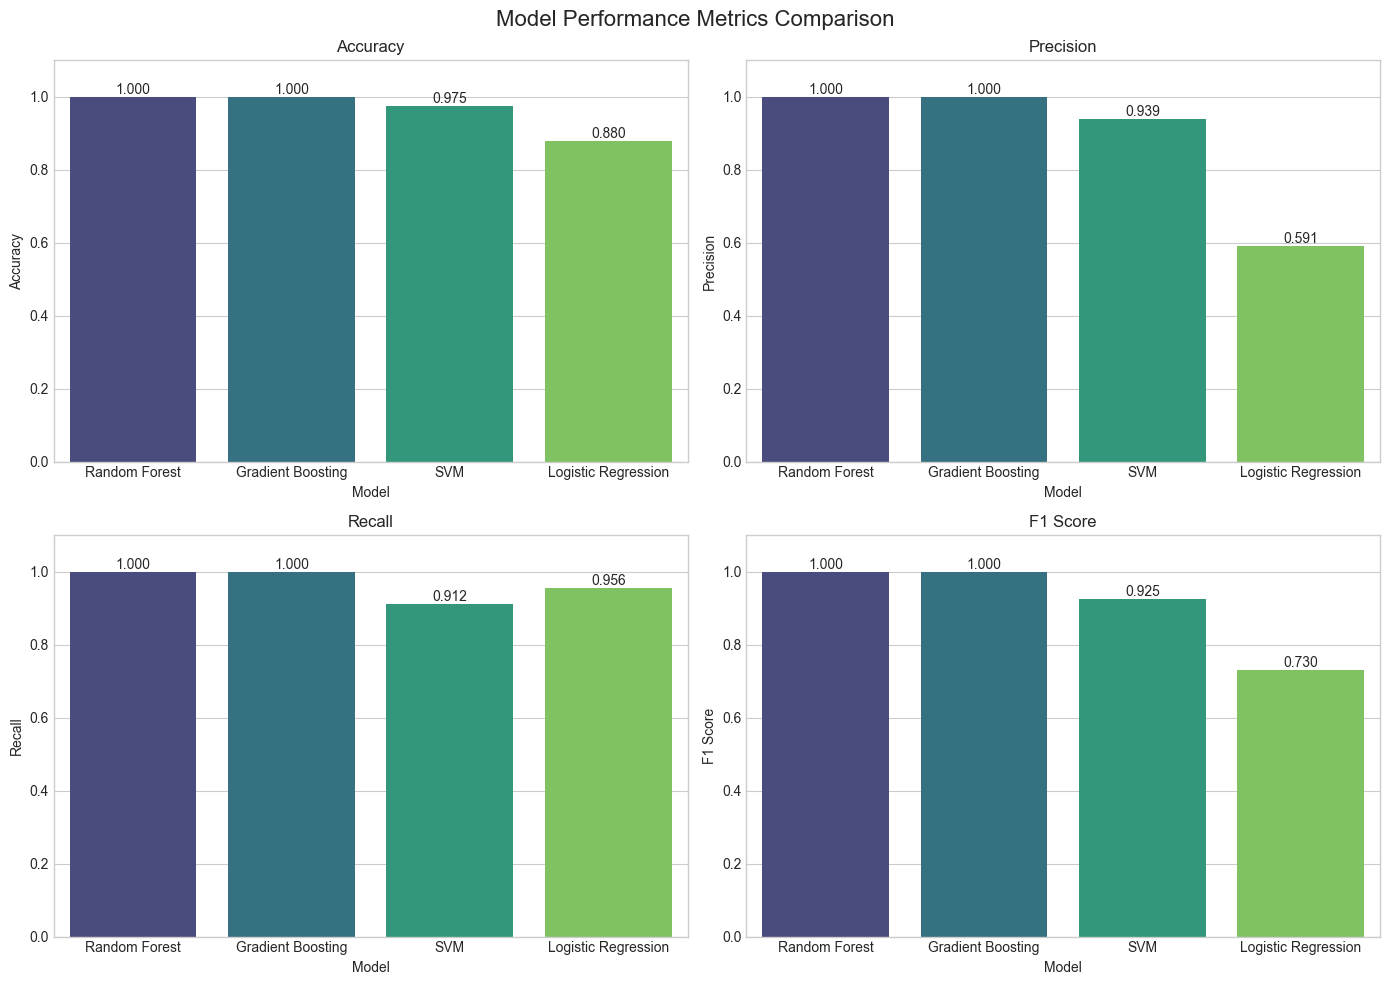 Model Performance Metrics Comparison
Accuracy
1.000
1.000
0.975
0.880
1.0
0.8
0.6
0.4
0.2
0.0
Accuracy
Random Forest
Gradient Boosting
SVM
Logistic Regression
Model
Precision
1.000
1.000
0.939
0.591
1.0
0.8
0.6
0.4
0.2
0.0
Precision
Random Forest
Gradient Boosting
SVM
Logistic Regression
Model
Recall
1.000
1.000
0.912
0.956
1.0
0.8
0.6
0.4
0.2
0.0
Recall
Random Forest
Gradient Boosting
SVM
Logistic Regression
Model
F1 Score
1.000
1.000
0.925
0.730
1.0
0.8
0.6
0.4
0.2
0.0
F1 Score
Random Forest
Gradient Boosting
SVM
Logistic Regression
Model